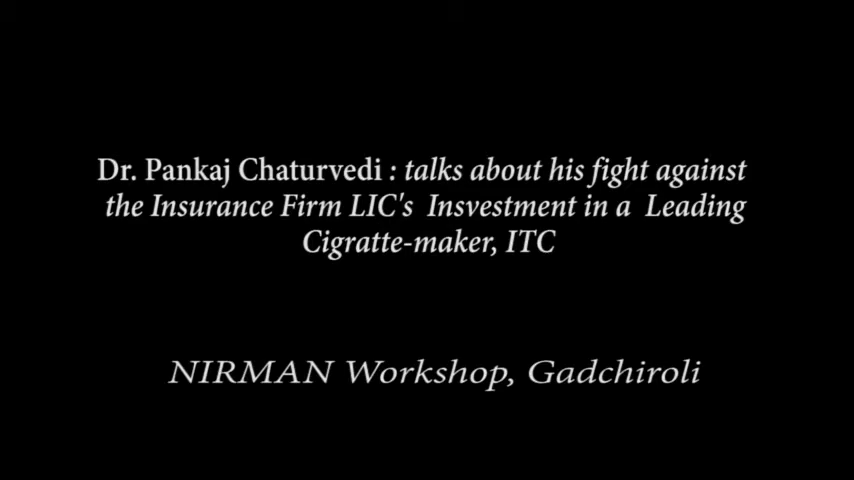 Dr. Pankaj Chaturvedi : talks about his fight against
the Insurance Firm LIC's Insvestment in a Leading
Cigratte-maker, ITC
NIRMAN Workshop, Gadchiroli